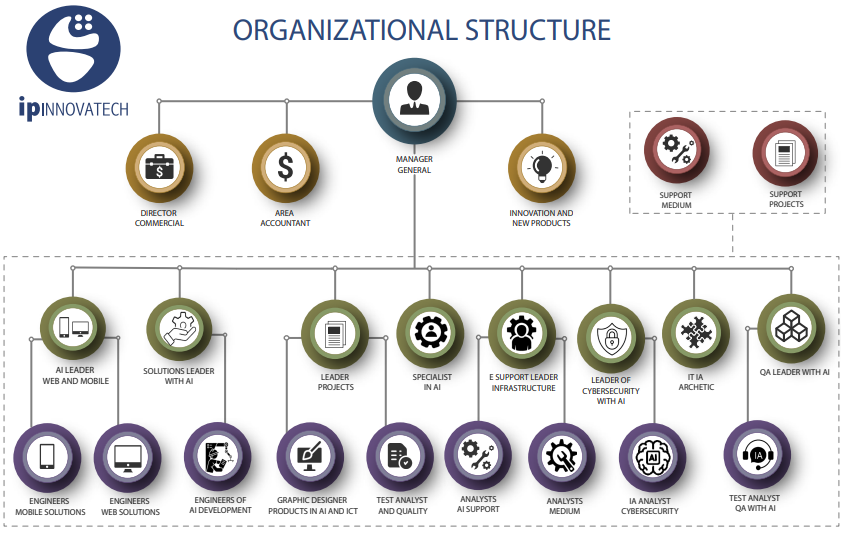 ORGANIZATIONAL STRUCTURE
ipINNOVATECH
MANAGER
GENERAL
DIRECTOR
COMMERCIAL
$
$
AREA
ACCOUNTANT
INNOVATION AND
NEW PRODUCTS
SUPPORT
MEDIUM
SUPPORT
PROJECTS
AI LEADER
WEB AND MOBILE
SOLUTIONS LEADER
WITH AI
LEADER
PROJECTS
SPECIALIST
IN AI
E SUPPORT LEADER
INFRASTRUCTURE
LEADER OF
CYBERSECURITY
WITH AI
IT IA
ARCHETIC
QA LEADER WITH AI
ENGINEERS
MOBILE SOLUTIONS
ENGINEERS
WEB SOLUTIONS
ENGINEERS OF
AI DEVELOPMENT
GRAPHIC DESIGNER
PRODUCTS IN AI AND ICT
TEST ANALYST
AND QUALITY
ANALYSTS
AI SUPPORT
ANALYSTS
MEDIUM
AI
IA ANALYST
CYBERSECURITY
IA
TEST ANALYST
QA WITH AI